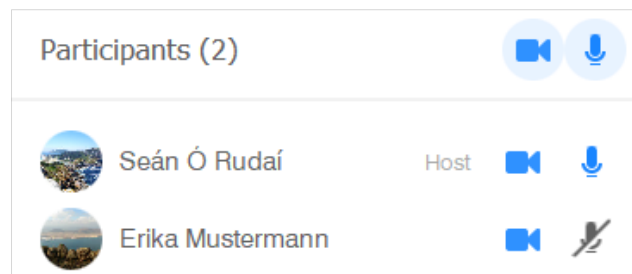 Participants (2)
Seán Ó Rudaí Host
Erika Mustermann